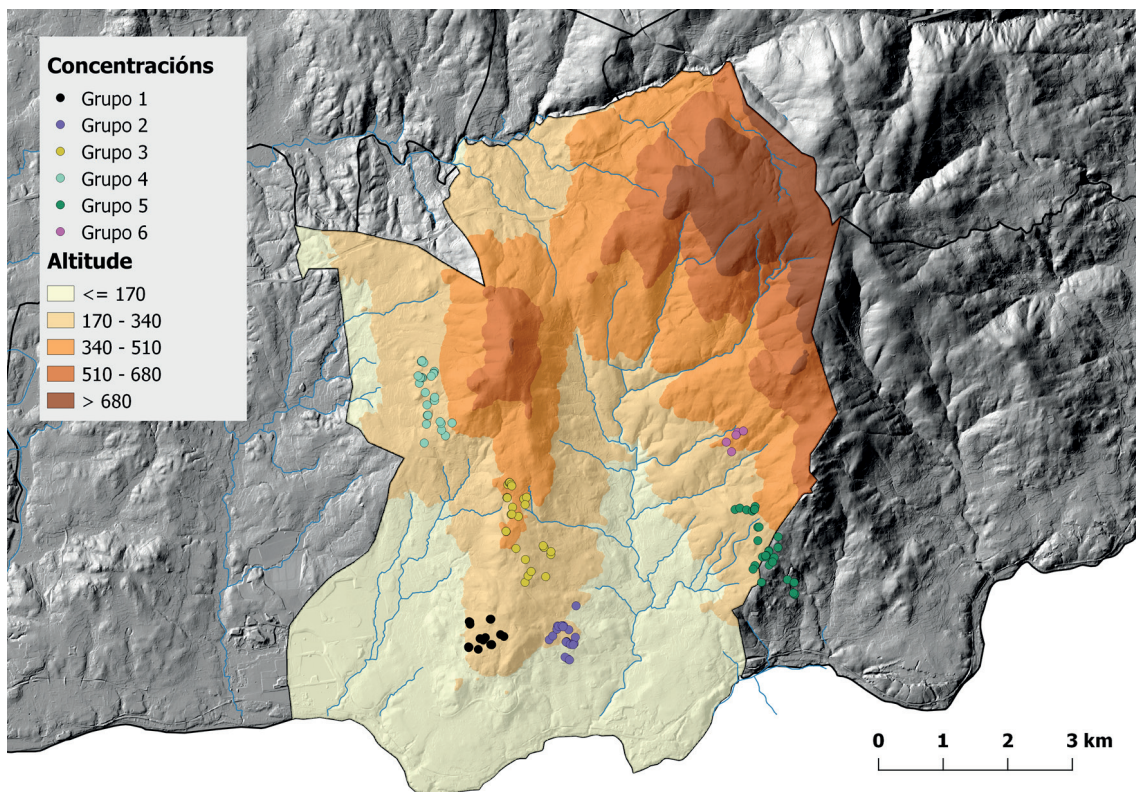 Concentracións
Grupo 1
Grupo 2
Grupo 3
Grupo 4
Grupo 5
Grupo 6
Altitude
<= 170
170 - 340
340 - 510
510 - 680
> 680
0 1 2 3 km